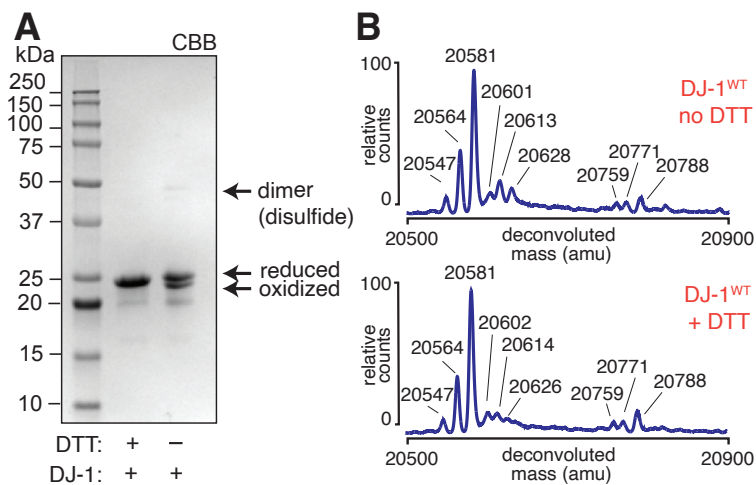 A
CBB
kDa
250
150
100
75
50
37
25
20
15
10
dimer
(disulfide)
reduced
oxidized
DTT: + –
DJ-1: + +
B
100
0
relative
counts
20547
20564
20581
20601
20613
20628
20759
20771
20788
DJ-1WT
no DTT
20500
deconvoluted
mass (amu)
20900
100
0
relative
counts
20547
20564
20581
20602
20614
20626
20759
20771
20788
DJ-1WT
+ DTT
20500
deconvoluted
mass (amu)
20900